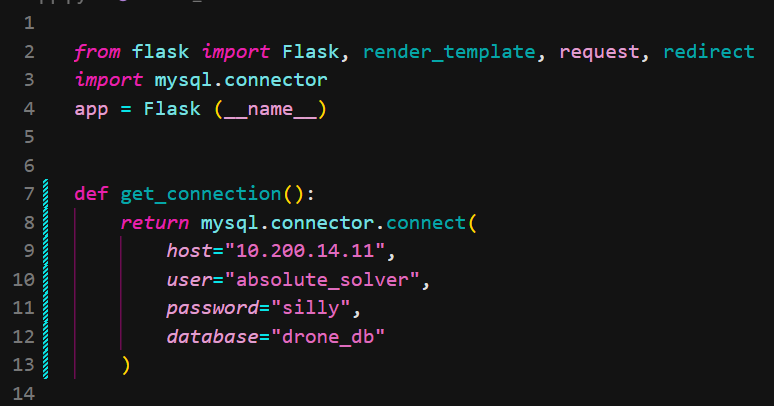 1
2 from flask import Flask, render_template, request, redirect
3 import mysql.connector
4 app = Flask (__name__)
5
6
7 def get_connection():
8     return mysql.connector.connect(
9         host="10.200.14.11",
10         user="absolute_solver",
11         password="silly",
12         database="drone_db"
13     )
14